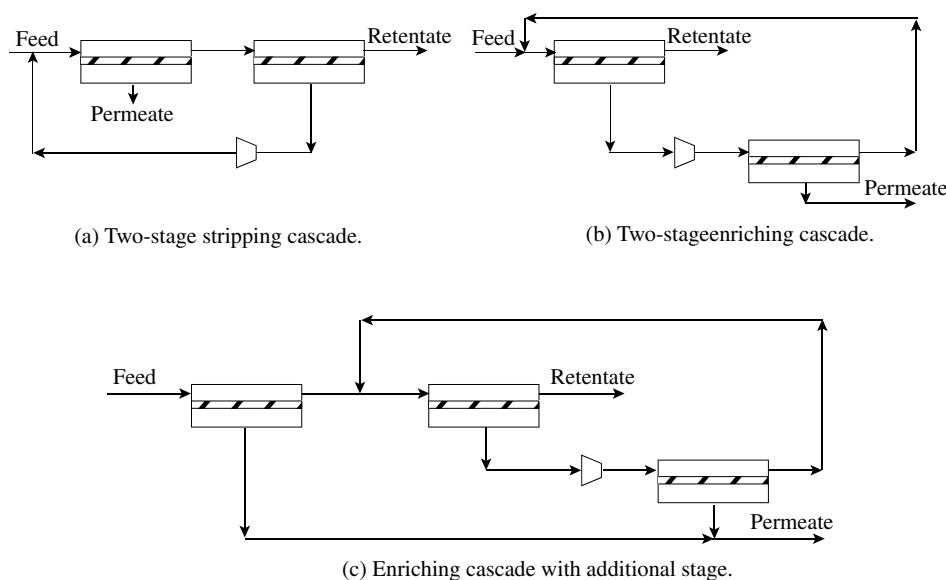 Feed
Retentate
Permeate
(a) Two-stage stripping cascade.
Feed
Retentate
Permeate
(b) Two-stageenriching cascade.
Feed
Retentate
Permeate
(c) Enriching cascade with additional stage.